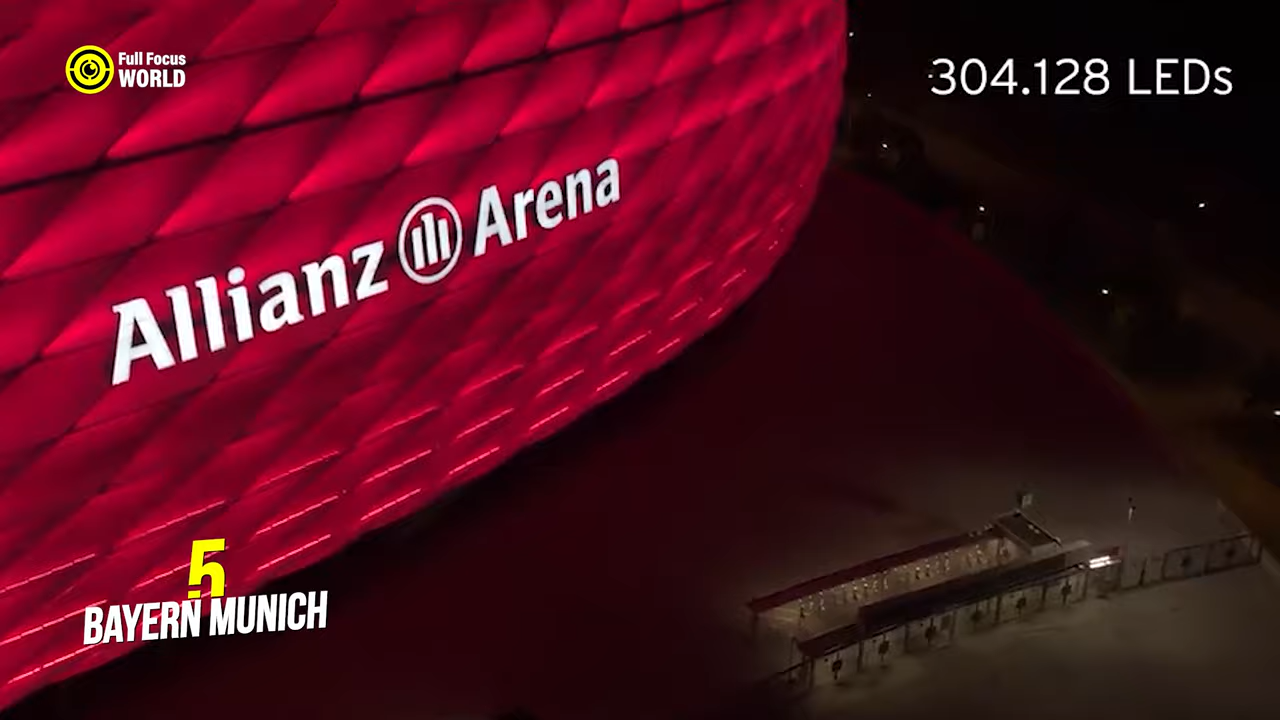 Full Focus
WORLD
304.128 LEDs
Allianz Arena
5
BAYERN MUNICH